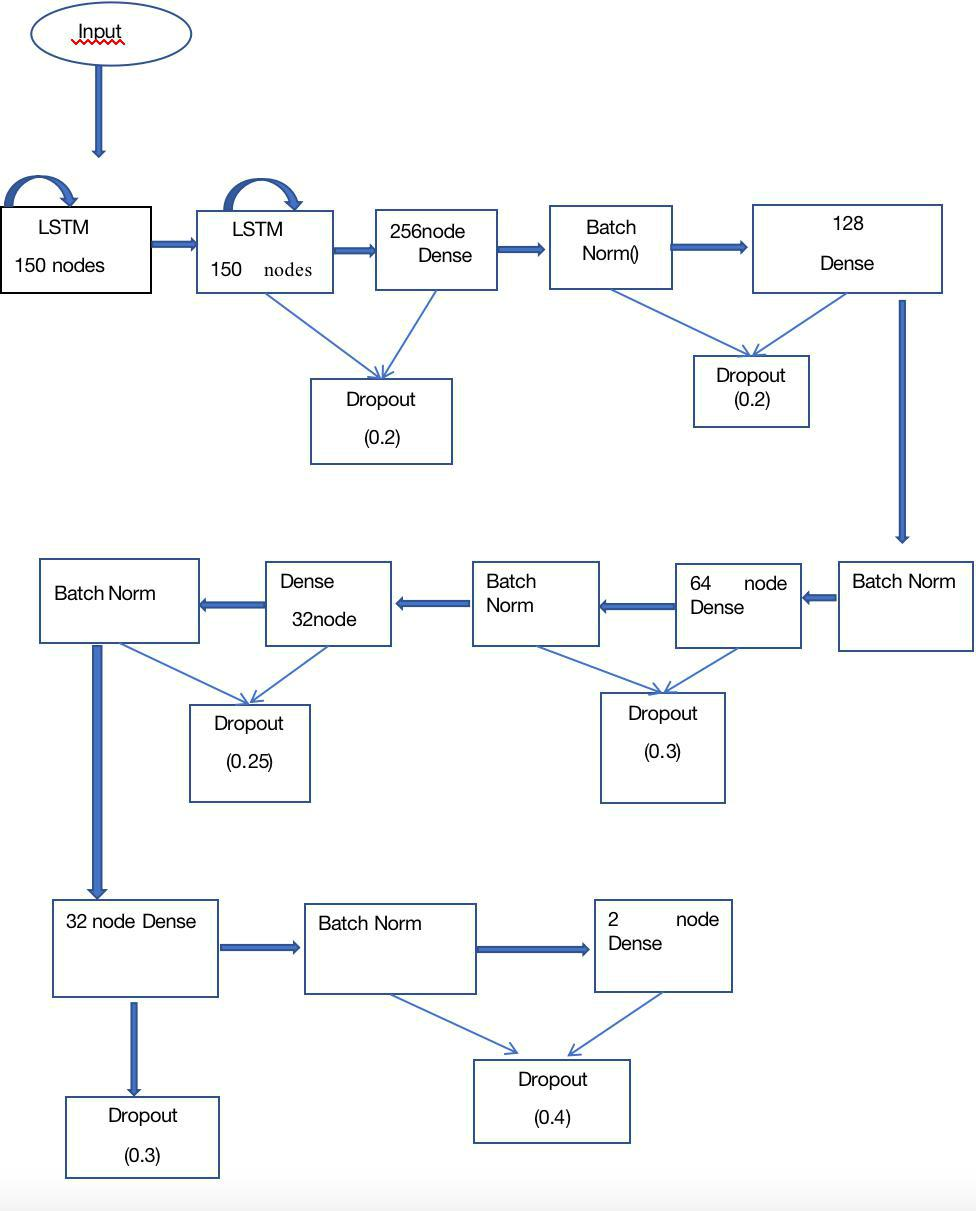 Input
LSTM
150 nodes
LSTM
150 nodes
256node
Dense
Batch
Norm()
128
Dense
Dropout
(0.2)
Dropout
(0.2)
Batch Norm
64 node
Dense
Batch
Norm
Dense
32node
Batch Norm
Dropout
(0.3)
Dropout
(0.25)
32 node Dense
Batch Norm
2 node
Dense
Dropout
(0.3)
Dropout
(0.4)